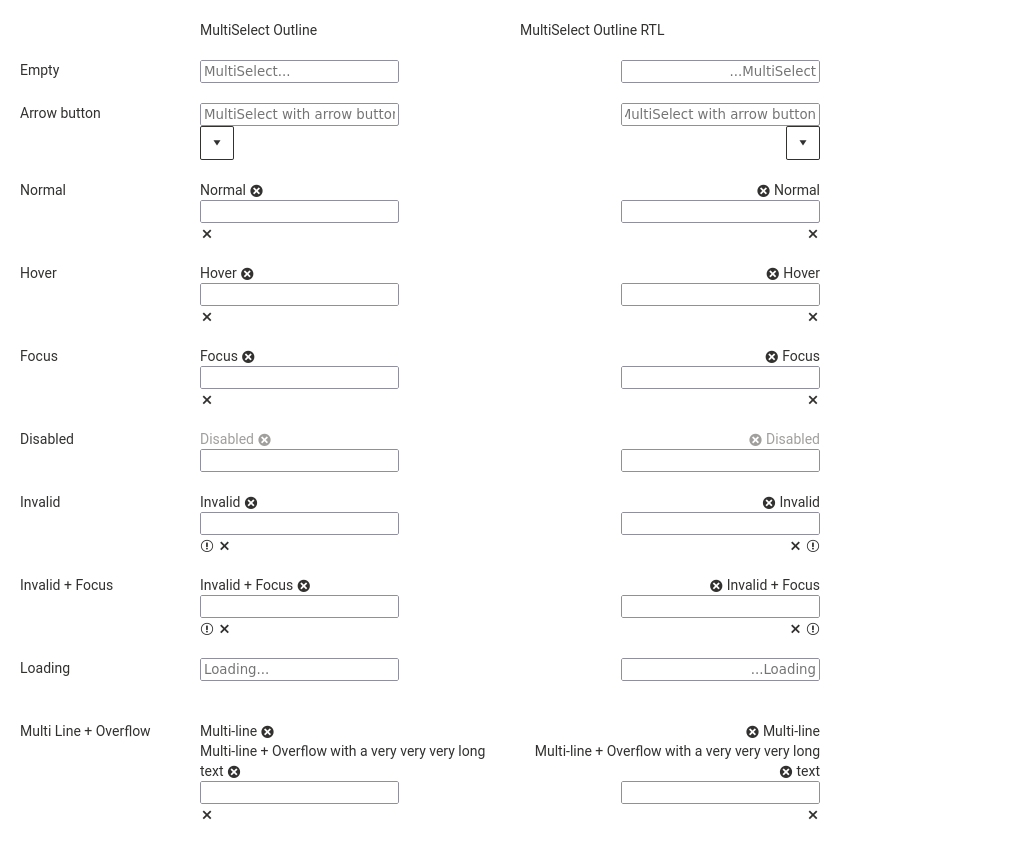 MultiSelect Outline MultiSelect Outline RTL
Empty MultiSelect... ...MultiSelect
Arrow button MultiSelect with arrow button MultiSelect with arrow button
Normal Normal Normal
Hover Hover Hover
Focus Focus Focus
Disabled Disabled Disabled
Invalid Invalid Invalid
Invalid + Focus Invalid + Focus Invalid + Focus
Loading Loading... ...Loading
Multi Line + Overflow Multi-line Multi-line
Multi-line + Overflow with a very very very long Multi-line + Overflow with a very very very long
text text